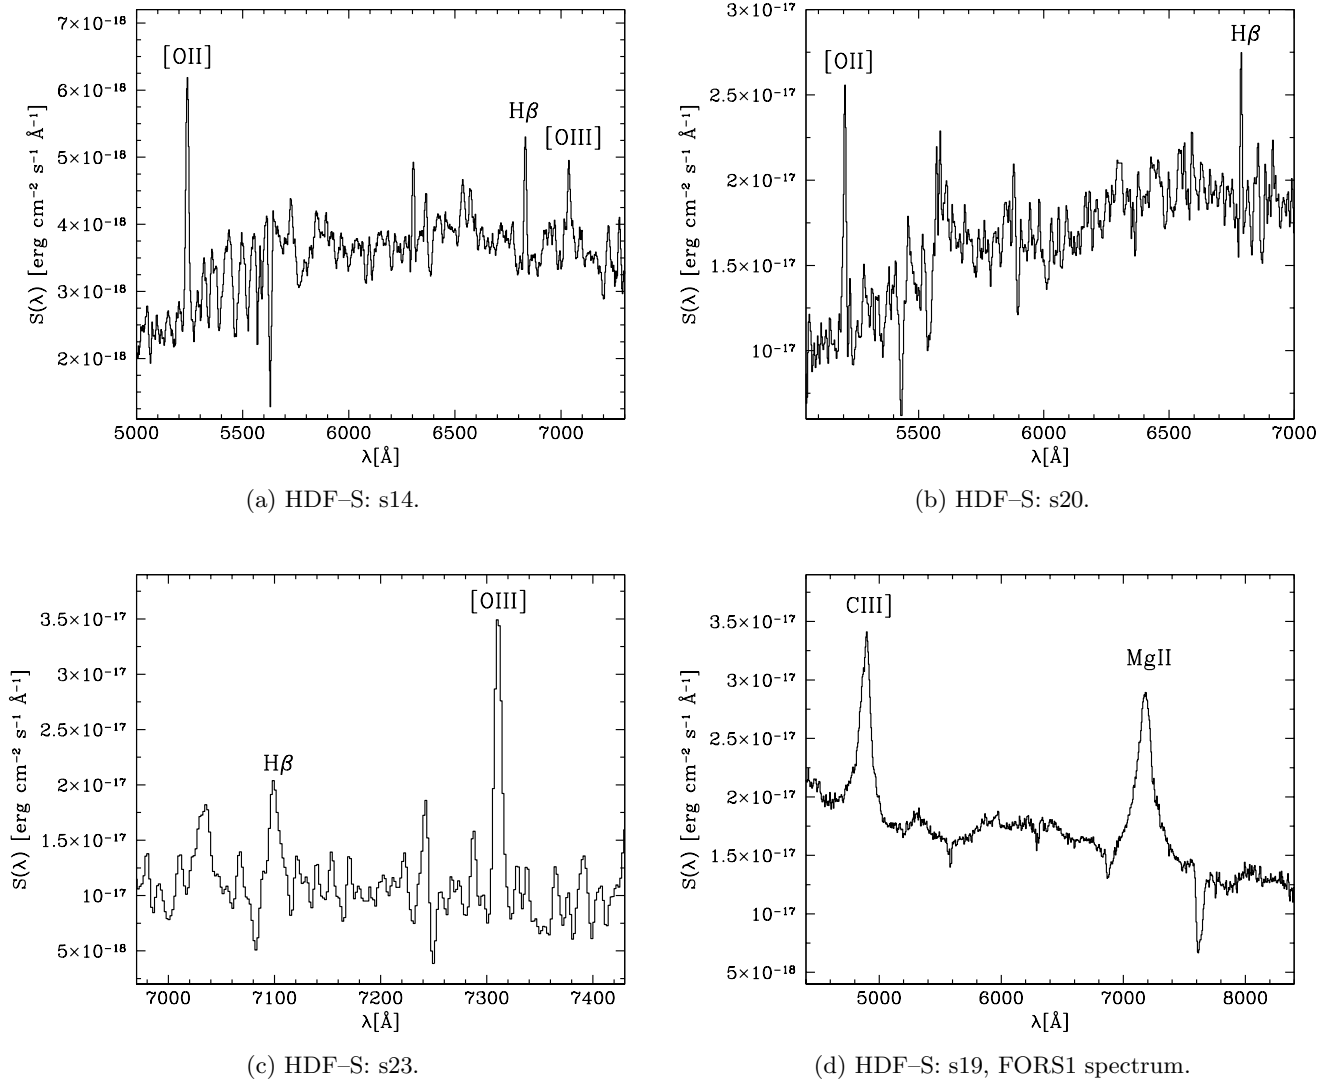 7×10⁻¹⁸
6×10⁻¹⁸
5×10⁻¹⁸
4×10⁻¹⁸
3×10⁻¹⁸
2×10⁻¹⁸
S(λ) [erg cm⁻² s⁻¹ Å⁻¹]
[OII]
Hβ
[OIII]
5000 5500 6000 6500 7000
λ[Å]
(a) HDF–S: s14.
3×10⁻¹⁷
2.5×10⁻¹⁷
2×10⁻¹⁷
1.5×10⁻¹⁷
10⁻¹⁷
S(λ) [erg cm⁻² s⁻¹ Å⁻¹]
[OII]
Hβ
5500 6000 6500 7000
λ[Å]
(b) HDF–S: s20.
3.5×10⁻¹⁷
3×10⁻¹⁷
2.5×10⁻¹⁷
2×10⁻¹⁷
1.5×10⁻¹⁷
10⁻¹⁷
5×10⁻¹⁸
S(λ) [erg cm⁻² s⁻¹ Å⁻¹]
Hβ
[OIII]
7000 7100 7200 7300 7400
λ[Å]
(c) HDF–S: s23.
3.5×10⁻¹⁷
3×10⁻¹⁷
2.5×10⁻¹⁷
2×10⁻¹⁷
1.5×10⁻¹⁷
10⁻¹⁷
5×10⁻¹⁸
S(λ) [erg cm⁻² s⁻¹ Å⁻¹]
CIII]
MgII
5000 6000 7000 8000
λ[Å]
(d) HDF–S: s19, FORS1 spectrum.